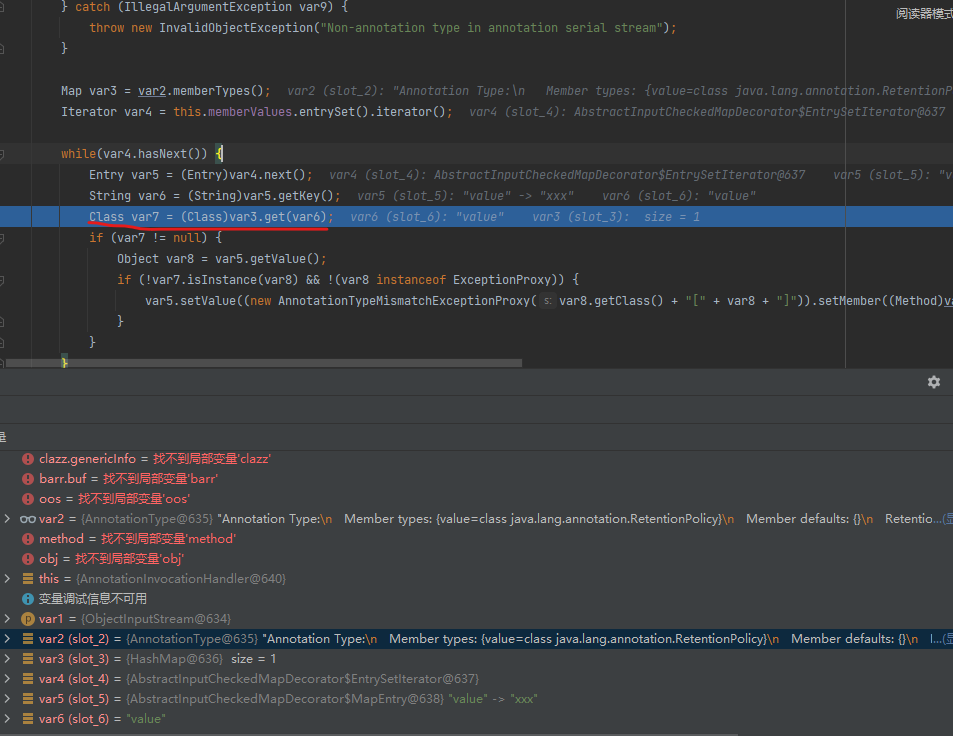 } catch (IllegalArgumentException var9) {
阅读器模式
throw new InvalidObjectException("Non-annotation type in annotation serial stream");
}
Map var3 = var2.memberTypes(); var2 (slot_2): "Annotation Type:\n Member types: {value=class java.lang.annotation.RetentionP
Iterator var4 = this.memberValues.entrySet().iterator(); var4 (slot_4): AbstractInputCheckedMapDecorator$EntrySetIterator@637
while(var4.hasNext()) {
Entry var5 = (Entry)var4.next(); var4 (slot_4): AbstractInputCheckedMapDecorator$EntrySetIterator@637 var5 (slot_5): "v
String var6 = (String)var5.getKey(); var5 (slot_5): "value" -> "xxx" var6 (slot_6): "value"
Class var7 = (Class)var3.get(var6); var6 (slot_6): "value" var3 (slot_3): size = 1
if (var7 != null) {
Object var8 = var5.getValue();
if (!var7.isInstance(var8) && !(var8 instanceof ExceptionProxy)) {
var5.setValue((new AnnotationTypeMismatchExceptionProxy( s: var8.getClass() + "[" + var8 + "]")).setMember((Method)va
}
}
}
量
clazz.genericInfo = 找不到局部变量'clazz'
barr.buf = 找不到局部变量'barr'
oos = 找不到局部变量'oos'
var2 = {AnnotationType@635} "Annotation Type:\n Member types: {value=class java.lang.annotation.RetentionPolicy}\n Member defaults: {}\n Retentio...(显
method = 找不到局部变量'method'
obj = 找不到局部变量'obj'
this = {AnnotationInvocationHandler@640}
变量调试信息不可用
var1 = {ObjectInputStream@634}
var2 (slot_2) = {AnnotationType@635} "Annotation Type:\n Member types: {value=class java.lang.annotation.RetentionPolicy}\n Member defaults: {}\n I...(显
var3 (slot_3) = {HashMap@636} size = 1
var4 (slot_4) = {AbstractInputCheckedMapDecorator$EntrySetIterator@637}
var5 (slot_5) = {AbstractInputCheckedMapDecorator$MapEntry@638} "value" -> "xxx"
var6 (slot_6) = "value"